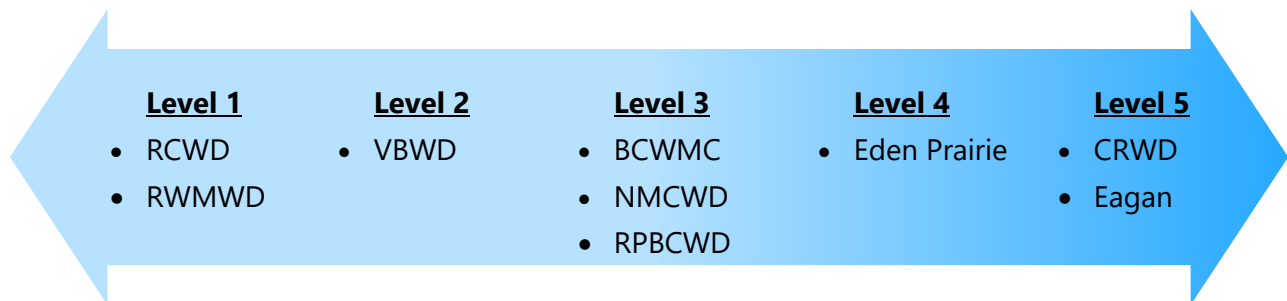 Level 1
• RCWD
• RWMWD
Level 2
• VBWD
Level 3
• BCWMC
• NMCWD
• RPBCWD
Level 4
• Eden Prairie
Level 5
• CRWD
• Eagan